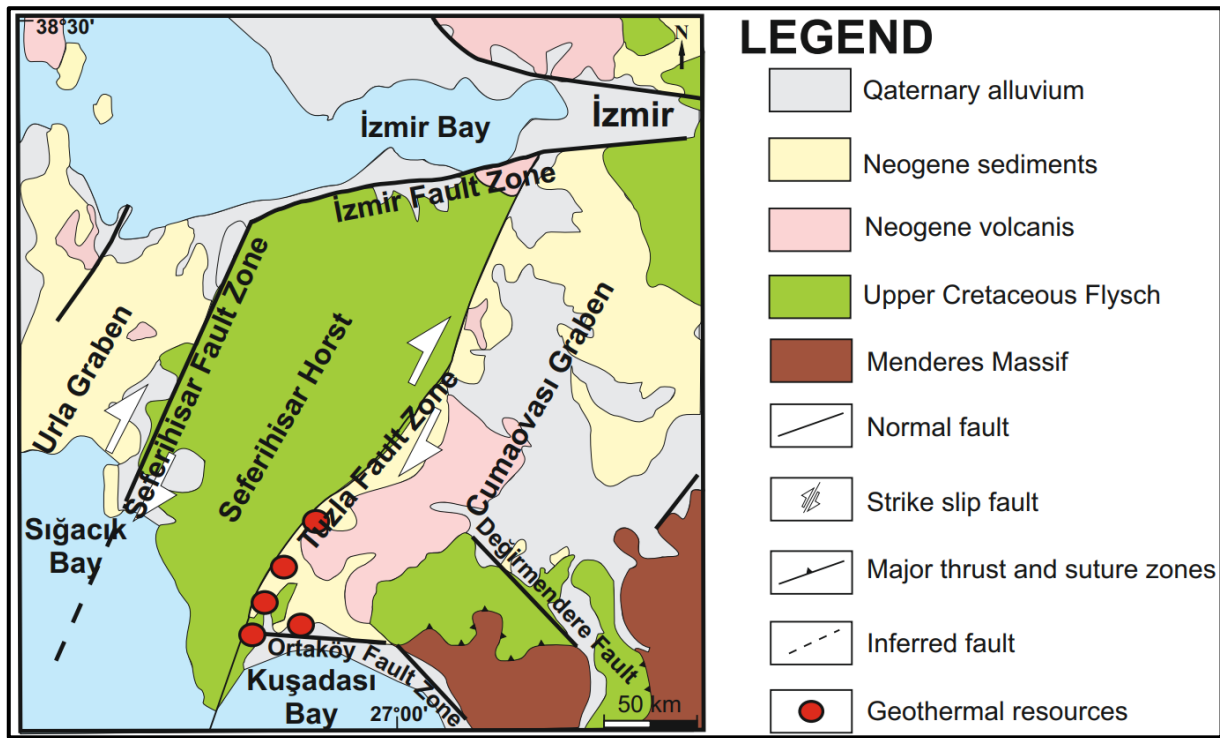 38°30'
N
İzmir Bay
İzmir
İzmir Fault Zone
Urla Graben
Seferihisar Fault Zone
Seferihisar Horst
Tuzla Fault Zone
Cumaovası Graben
Sığacık
Bay
Değirmendere Fault
Ortaköy Fault Zone
Kuşadası
Bay
27°00'
50 km
LEGEND
Qaternary alluvium
Neogene sediments
Neogene volcanis
Upper Cretaceous Flysch
Menderes Massif
Normal fault
Strike slip fault
Major thrust and suture zones
Inferred fault
Geothermal resources